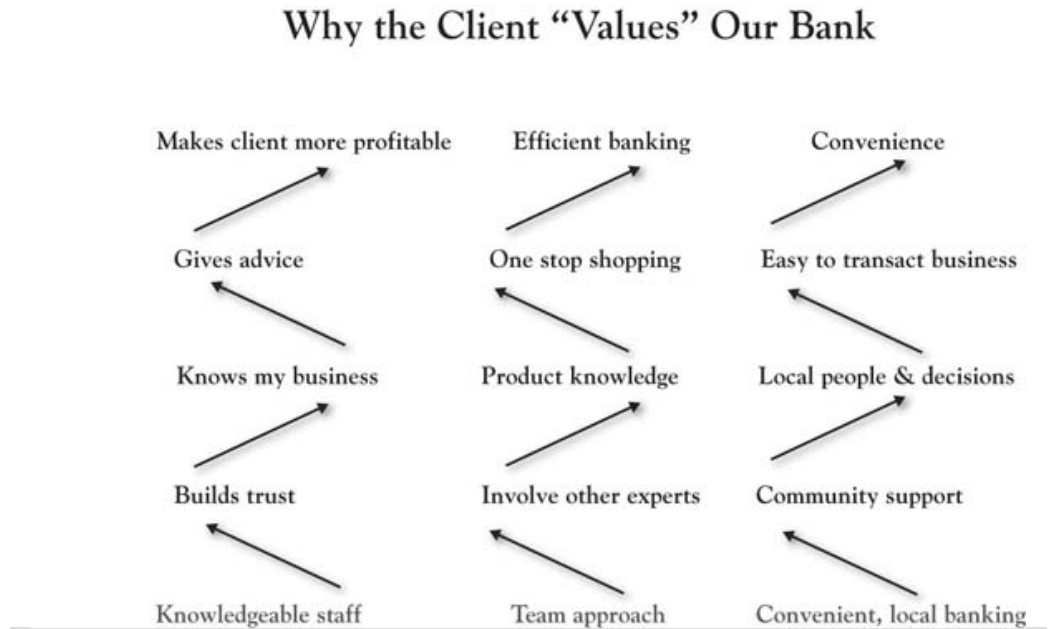 Why the Client “Values” Our Bank
Makes client more profitable
Efficient banking
Convenience
Gives advice
One stop shopping
Easy to transact business
Knows my business
Product knowledge
Local people & decisions
Builds trust
Involve other experts
Community support
Knowledgeable staff
Team approach
Convenient, local banking